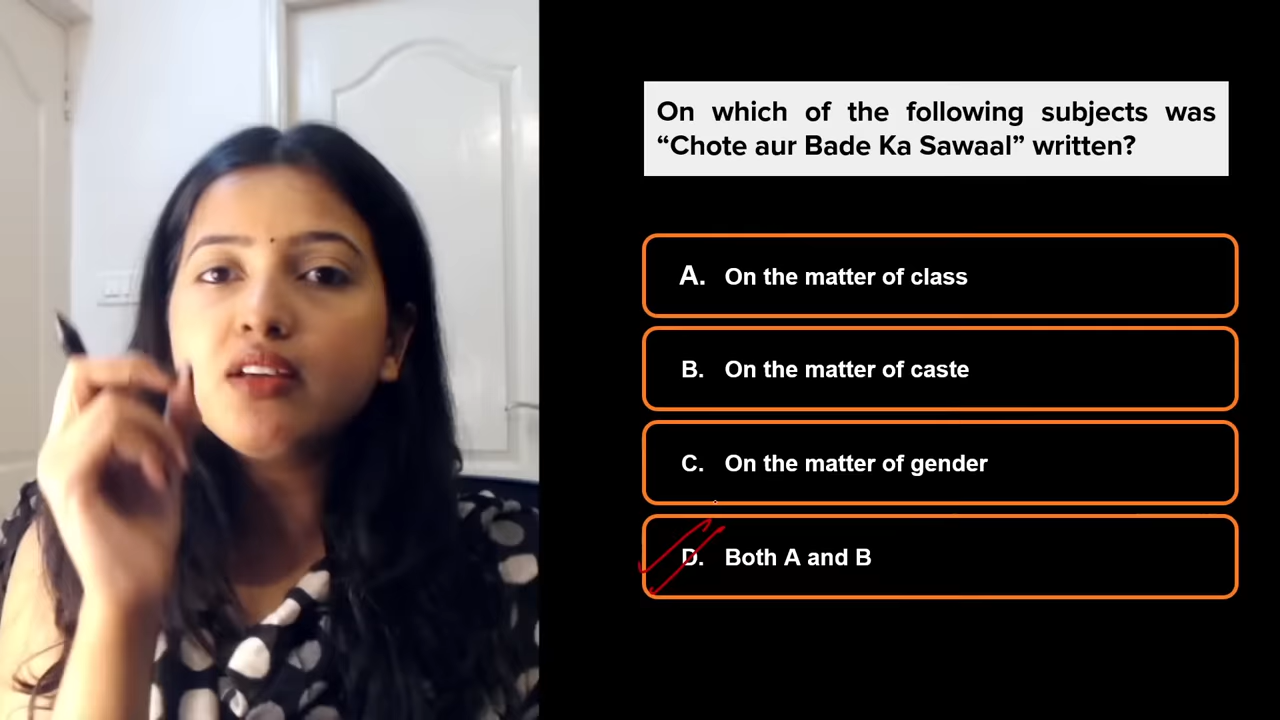 On which of the following subjects was
“Chote aur Bade Ka Sawaal” written?
A. On the matter of class
B. On the matter of caste
C. On the matter of gender
D. Both A and B